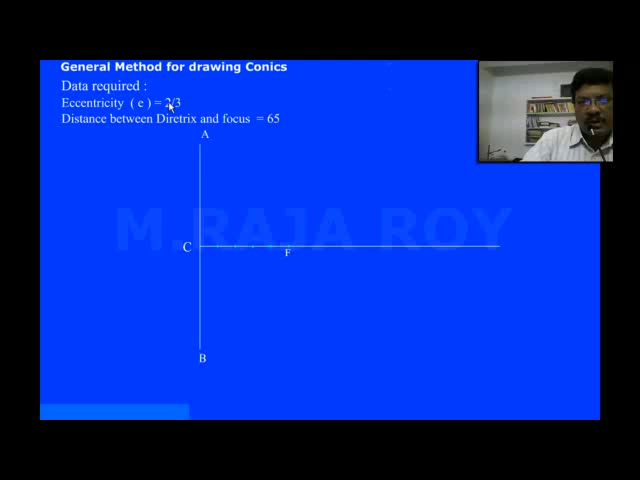 General Method for drawing Conics
Data required :
Eccentricity ( e ) = 2/3
Distance between Diretrix and focus = 65
A
M.RAJA ROY
C
F
B